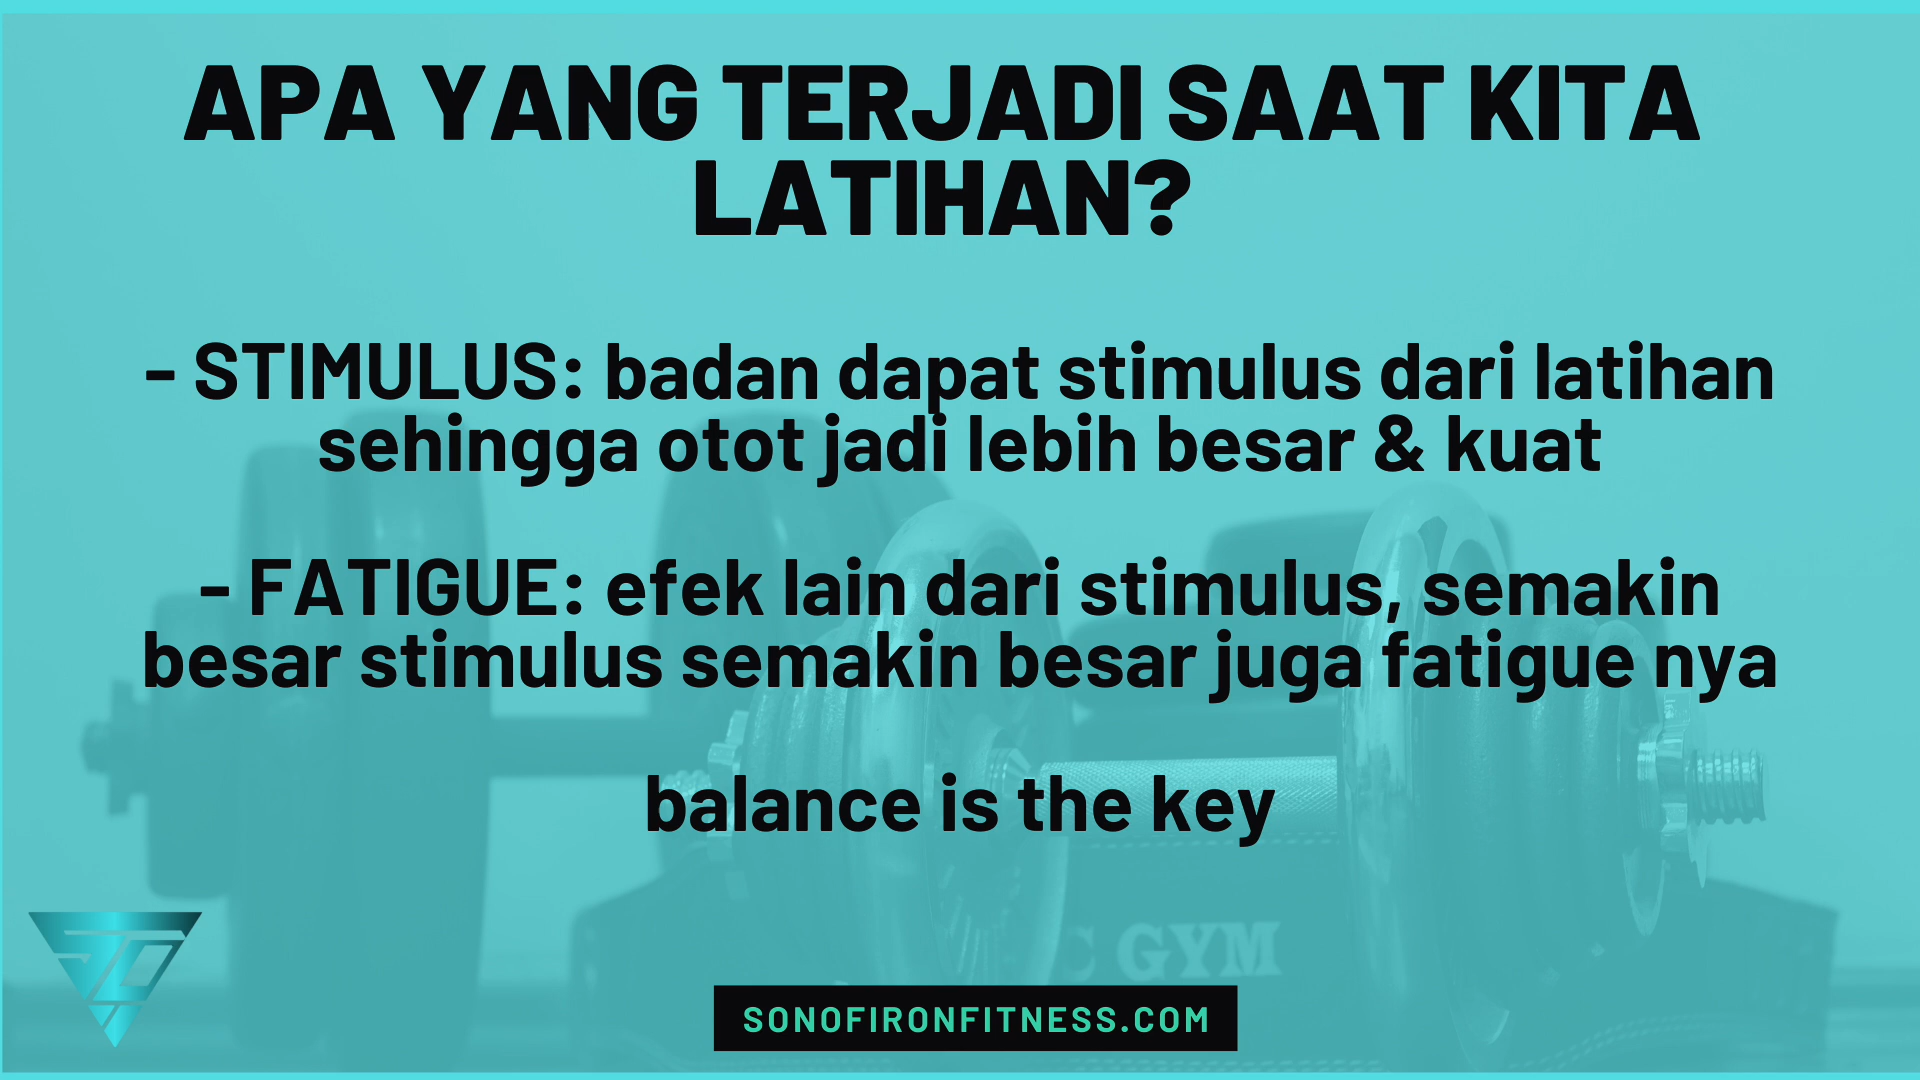 APA YANG TERJADI SAAT KITA
LATIHAN?
- STIMULUS: badan dapat stimulus dari latihan
sehingga otot jadi lebih besar & kuat
- FATIGUE: efek lain dari stimulus, semakin
besar stimulus semakin besar juga fatigue nya
balance is the key
C GYM
SONOFIRONFITNESS.COM